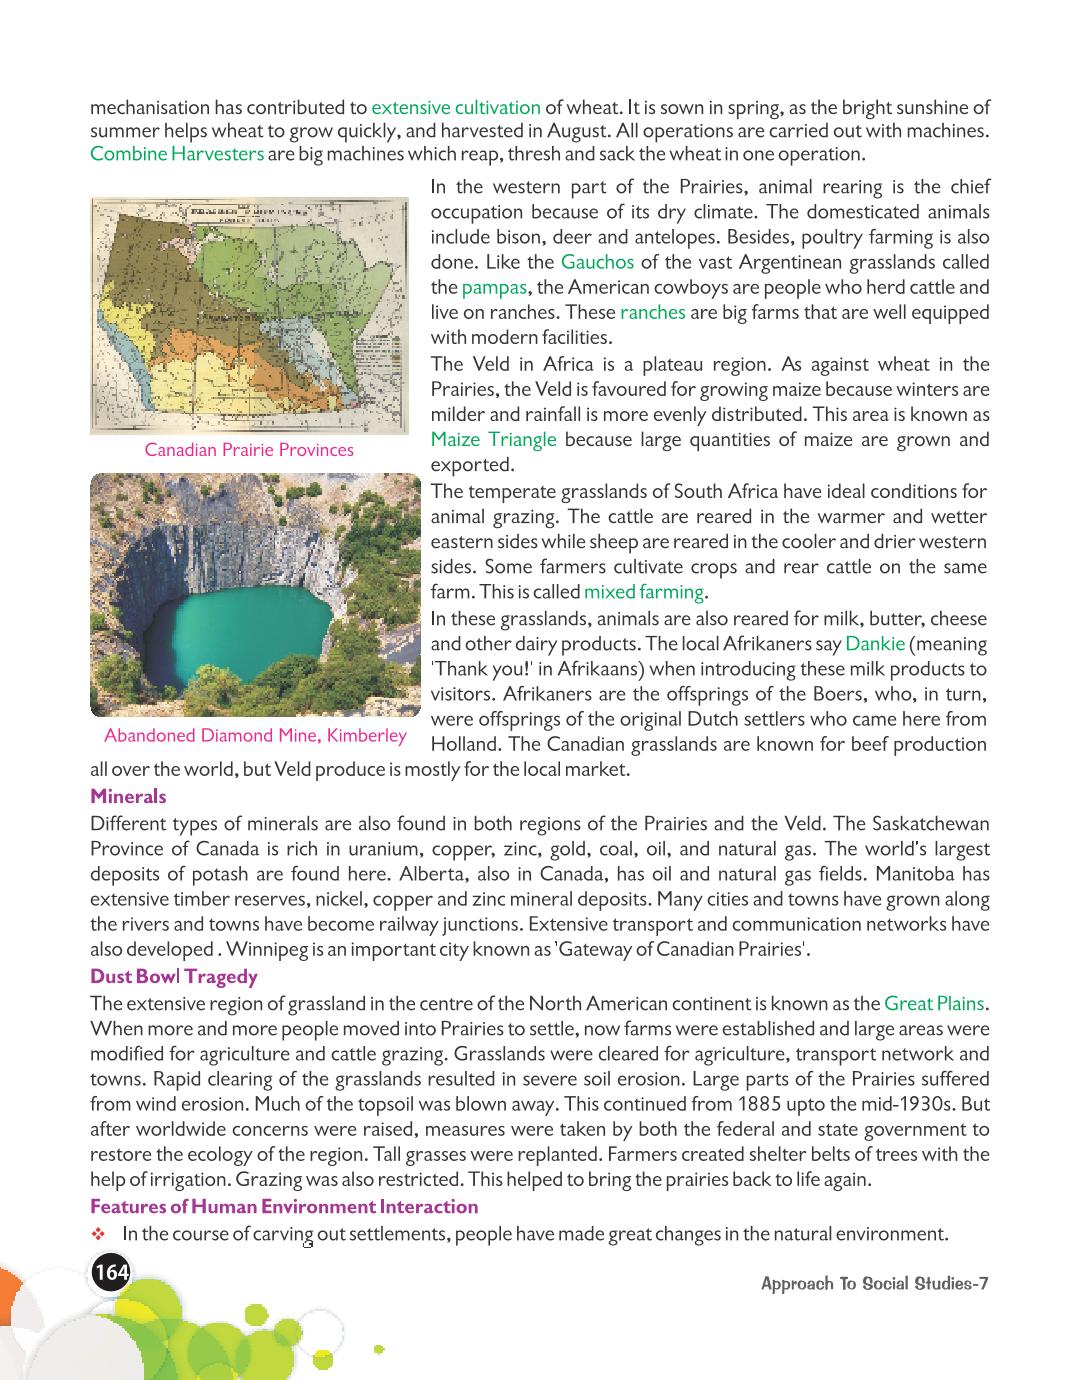 mechanisation has contributed to extensive cultivation of wheat. It is sown in spring, as the bright sunshine of
summer helps wheat to grow quickly, and harvested in August. All operations are carried out with machines.
Combine Harvesters are big machines which reap, thresh and sack the wheat in one operation.
In the western part of the Prairies, animal rearing is the chief
occupation because of its dry climate. The domesticated animals
include bison, deer and antelopes. Besides, poultry farming is also
done. Like the Gauchos of the vast Argentinean grasslands called
the pampas, the American cowboys are people who herd cattle and
live on ranches. These ranches are big farms that are well equipped
with modern facilities.
The Veld in Africa is a plateau region. As against wheat in the
Prairies, the Veld is favoured for growing maize because winters are
milder and rainfall is more evenly distributed. This area is known as
Maize Triangle because large quantities of maize are grown and
exported.
Canadian Prairie Provinces
The temperate grasslands of South Africa have ideal conditions for
animal grazing. The cattle are reared in the warmer and wetter
eastern sides while sheep are reared in the cooler and drier western
sides. Some farmers cultivate crops and rear cattle on the same
farm. This is called mixed farming.
In these grasslands, animals are also reared for milk, butter, cheese
and other dairy products. The local Afrikaners say Dankie (meaning
'Thank you!' in Afrikaans) when introducing these milk products to
visitors. Afrikaners are the offsprings of the Boers, who, in turn,
were offsprings of the original Dutch settlers who came here from
Holland. The Canadian grasslands are known for beef production
Abandoned Diamond Mine, Kimberley
all over the world, but Veld produce is mostly for the local market.
Minerals
Different types of minerals are also found in both regions of the Prairies and the Veld. The Saskatchewan
Province of Canada is rich in uranium, copper, zinc, gold, coal, oil, and natural gas. The world's largest
deposits of potash are found here. Alberta, also in Canada, has oil and natural gas fields. Manitoba has
extensive timber reserves, nickel, copper and zinc mineral deposits. Many cities and towns have grown along
the rivers and towns have become railway junctions. Extensive transport and communication networks have
also developed . Winnipeg is an important city known as 'Gateway of Canadian Prairies'.
Dust Bowl Tragedy
The extensive region of grassland in the centre of the North American continent is known as the Great Plains.
When more and more people moved into Prairies to settle, now farms were established and large areas were
modified for agriculture and cattle grazing. Grasslands were cleared for agriculture, transport network and
towns. Rapid clearing of the grasslands resulted in severe soil erosion. Large parts of the Prairies suffered
from wind erosion. Much of the topsoil was blown away. This continued from 1885 upto the mid-1930s. But
after worldwide concerns were raised, measures were taken by both the federal and state government to
restore the ecology of the region. Tall grasses were replanted. Farmers created shelter belts of trees with the
help of irrigation. Grazing was also restricted. This helped to bring the prairies back to life again.
Features of Human Environment Interaction
❖ In the course of carving out settlements, people have made great changes in the natural environment.
164
Approach To Social Studies-7